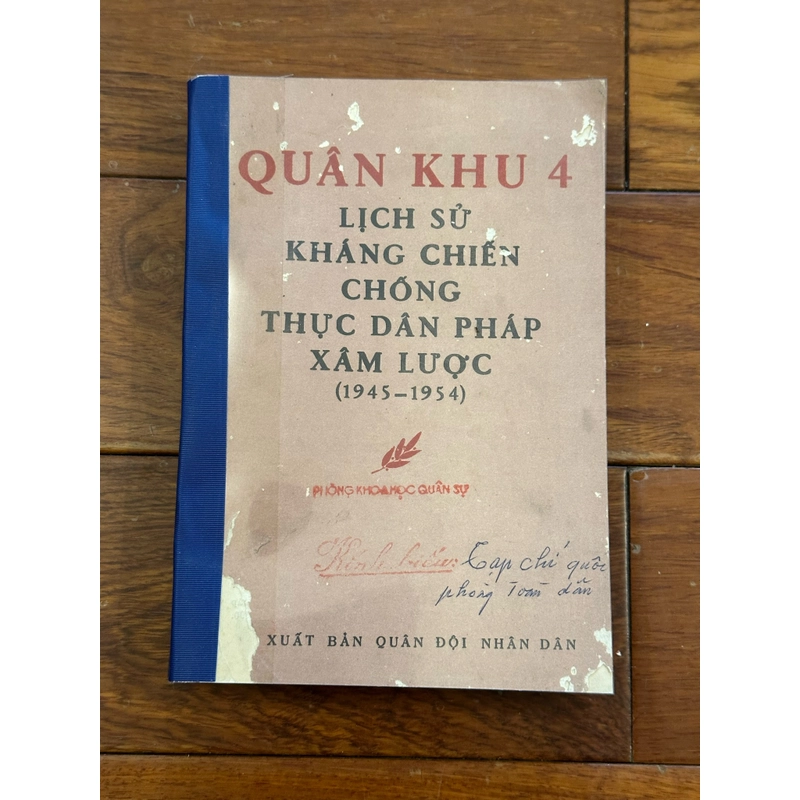 QUÂN KHU 4
LỊCH SỬ
KHÁNG CHIẾN
CHỐNG
THỰC DÂN PHÁP
XÂM LƯỢC
(1945-1954)
PHÒNG KHOA HỌC QUÂN SỰ
Kính biếu: Tạp chí quốc
phòng Toàn dân
XUẤT BẢN QUÂN ĐỘI NHÂN DÂN